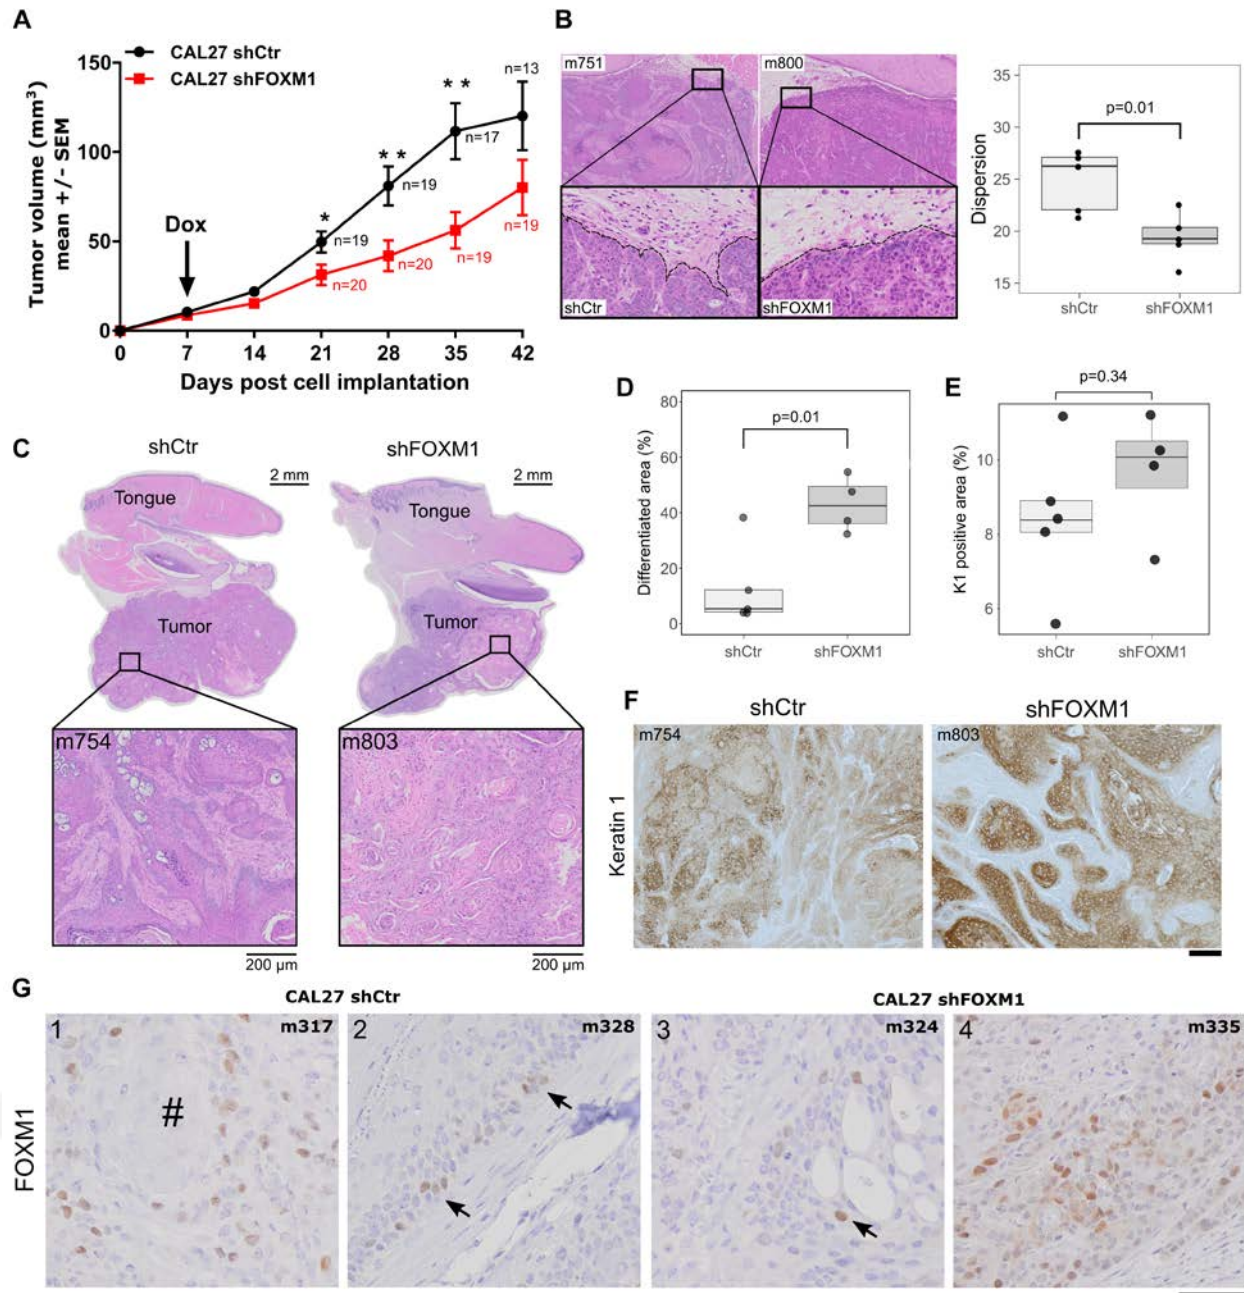 A
CAL27 shCtr
CAL27 shFOXM1
Tumor volume (mm³)
mean +/- SEM
150
100
50
0
Dox
*
* *
* *
n=13
n=17
n=19
n=19
n=20
n=20
n=19
n=19
0 7 14 21 28 35 42
Days post cell implantation
B
m751
m800
shCtr
shFOXM1
Dispersion
35
30
25
20
15
p=0.01
shCtr
shFOXM1
C
shCtr
shFOXM1
2 mm
2 mm
Tongue
Tongue
Tumor
Tumor
m754
m803
200 µm
200 µm
D
Differentiated area (%)
80
60
40
20
0
p=0.01
shCtr
shFOXM1
E
K1 positive area (%)
10
8
6
p=0.34
shCtr
shFOXM1
F
shCtr
shFOXM1
Keratin 1
m754
m803
G
CAL27 shCtr
CAL27 shFOXM1
FOXM1
1
m317
#
2
m328
3
m324
4
m335